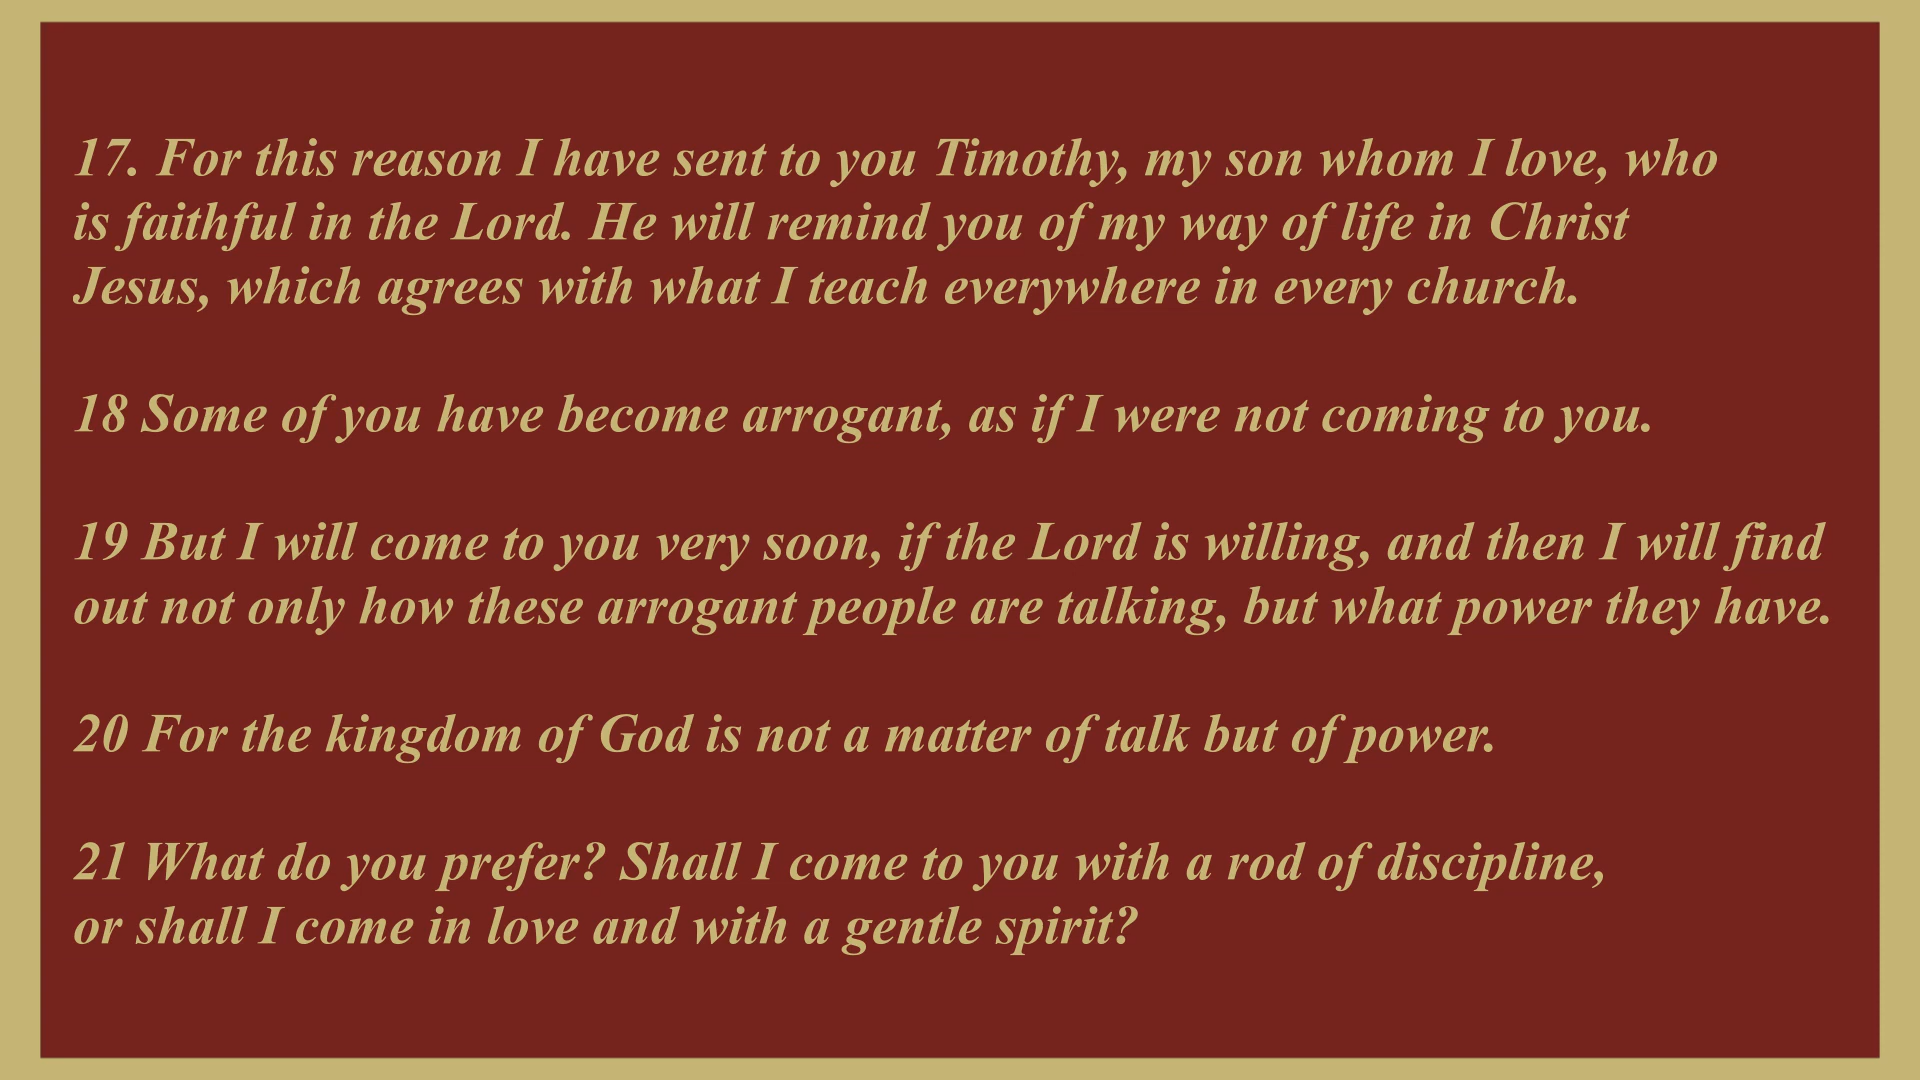 17. For this reason I have sent to you Timothy, my son whom I love, who
is faithful in the Lord. He will remind you of my way of life in Christ
Jesus, which agrees with what I teach everywhere in every church.
18 Some of you have become arrogant, as if I were not coming to you.
19 But I will come to you very soon, if the Lord is willing, and then I will find
out not only how these arrogant people are talking, but what power they have.
20 For the kingdom of God is not a matter of talk but of power.
21 What do you prefer? Shall I come to you with a rod of discipline,
or shall I come in love and with a gentle spirit?